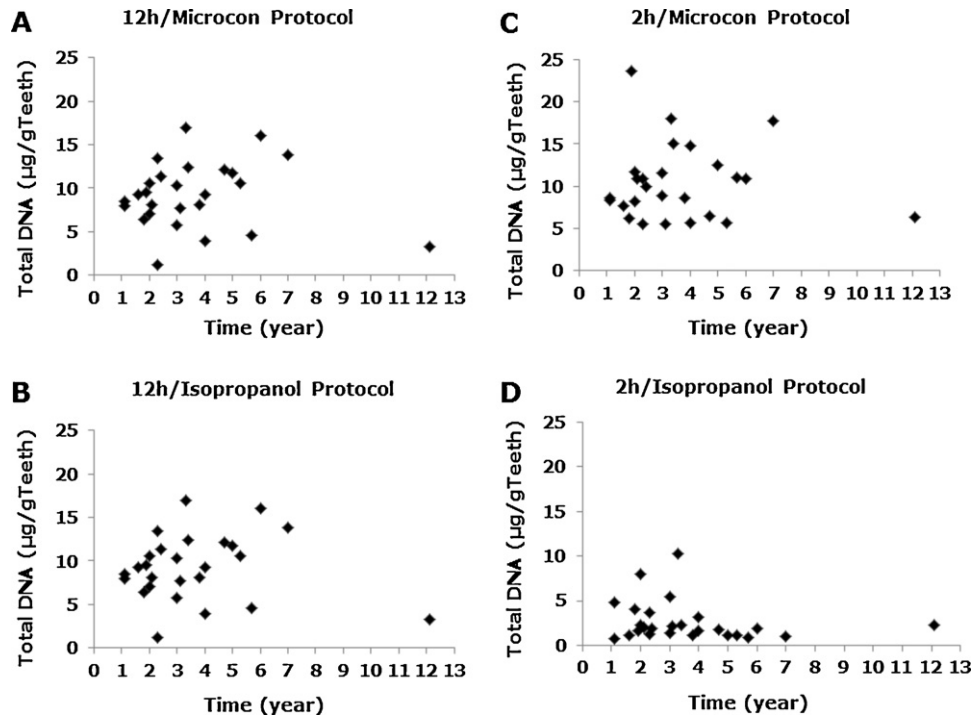 A
12h/Microcon Protocol
Total DNA (µg/gTeeth)
25
20
15
10
5
0
0 1 2 3 4 5 6 7 8 9 10 11 12 13
Time (year)
C
2h/Microcon Protocol
Total DNA (µg/gTeeth)
25
20
15
10
5
0
0 1 2 3 4 5 6 7 8 9 10 11 12 13
Time (year)
B
12h/Isopropanol Protocol
Total DNA (µg/gTeeth)
25
20
15
10
5
0
0 1 2 3 4 5 6 7 8 9 10 11 12 13
Time (year)
D
2h/Isopropanol Protocol
Total DNA (µg/gTeeth)
25
20
15
10
5
0
0 1 2 3 4 5 6 7 8 9 10 11 12 13
Time (year)